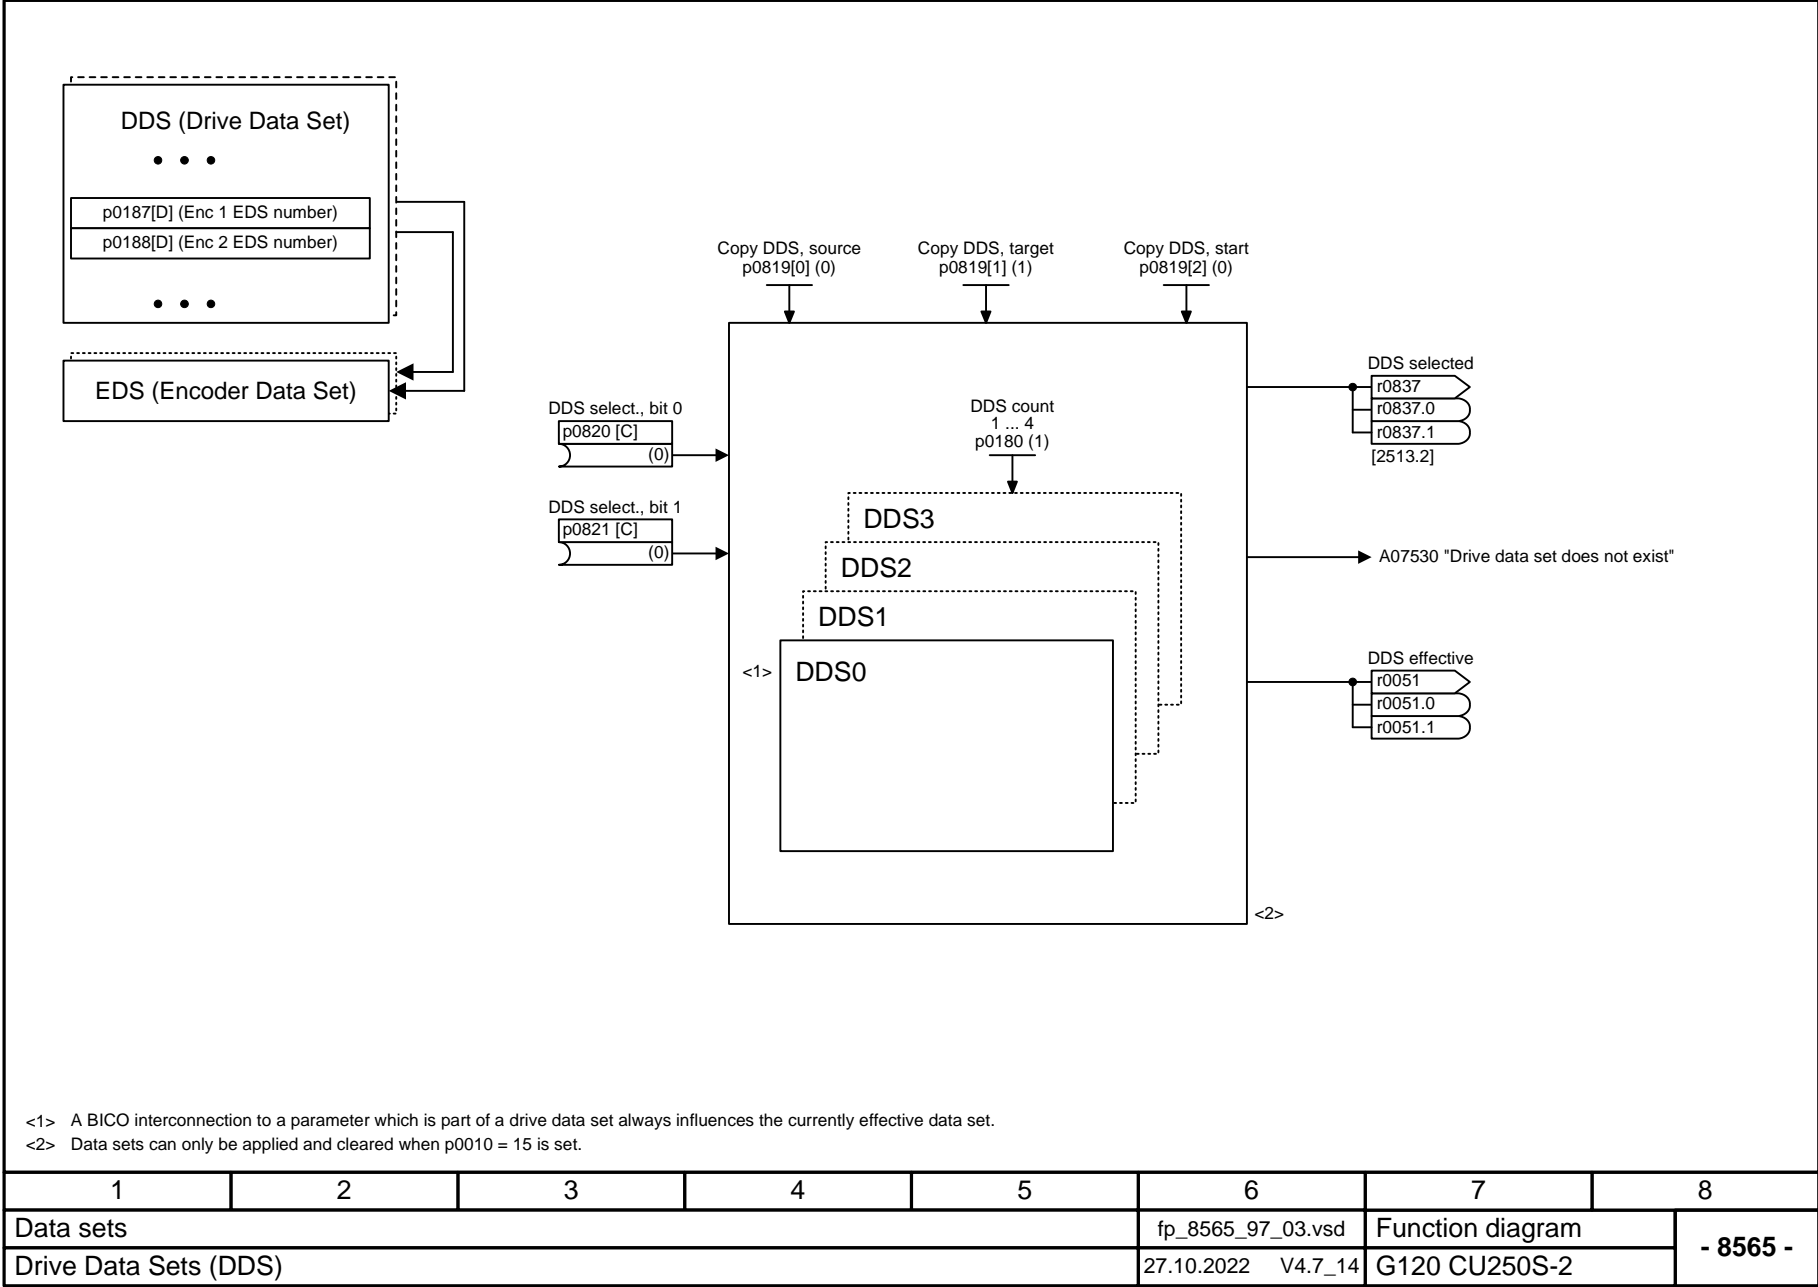 DDS (Drive Data Set)
p0187[D] (Enc 1 EDS number)
p0188[D] (Enc 2 EDS number)
EDS (Encoder Data Set)
Copy DDS, source
p0819[0] (0)
Copy DDS, target
p0819[1] (1)
Copy DDS, start
p0819[2] (0)
DDS select., bit 0
p0820 [C]
(0)
DDS select., bit 1
p0821 [C]
(0)
DDS count
1 ... 4
p0180 (1)
DDS3
DDS2
DDS1
<1>
DDS0
<2>
DDS selected
r0837
r0837.0
r0837.1
[2513.2]
A07530 "Drive data set does not exist"
DDS effective
r0051
r0051.0
r0051.1
<1> A BICO interconnection to a parameter which is part of a drive data set always influences the currently effective data set.
<2> Data sets can only be applied and cleared when p0010 = 15 is set.
1 2 3 4 5 6 7 8
Data sets
fp_8565_97_03.vsd
Function diagram
- 8565 -
Drive Data Sets (DDS)
27.10.2022 V4.7_14
G120 CU250S-2